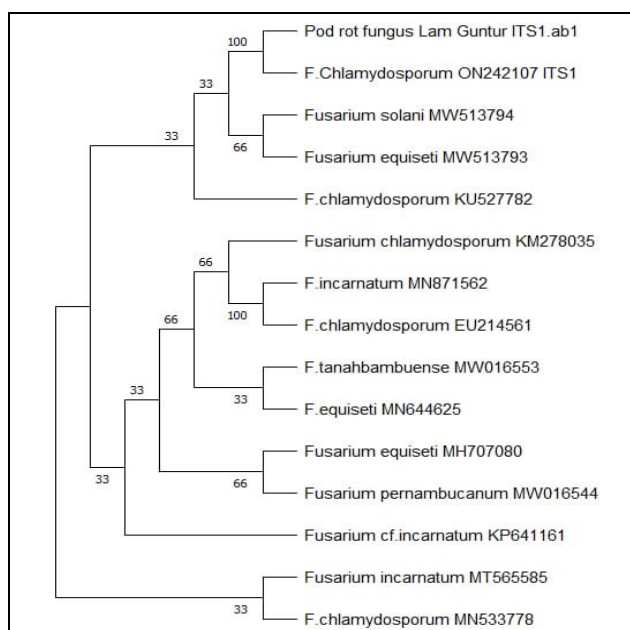 Pod rot fungus Lam Guntur ITS1.ab1
100
F.Chlamydosporum ON242107 ITS1
33
Fusarium solani MW513794
33
66
Fusarium equiseti MW513793
F.chlamydosporum KU527782
Fusarium chlamydosporum KM278035
66
F.incarnatum MN871562
100
66
F.chlamydosporum EU214561
F.tanahbambuense MW016553
33
33
F.equiseti MN644625
Fusarium equiseti MH707080
33
66
Fusarium pernambucanum MW016544
Fusarium cf.incarnatum KP641161
Fusarium incarnatum MT565585
33
F.chlamydosporum MN533778